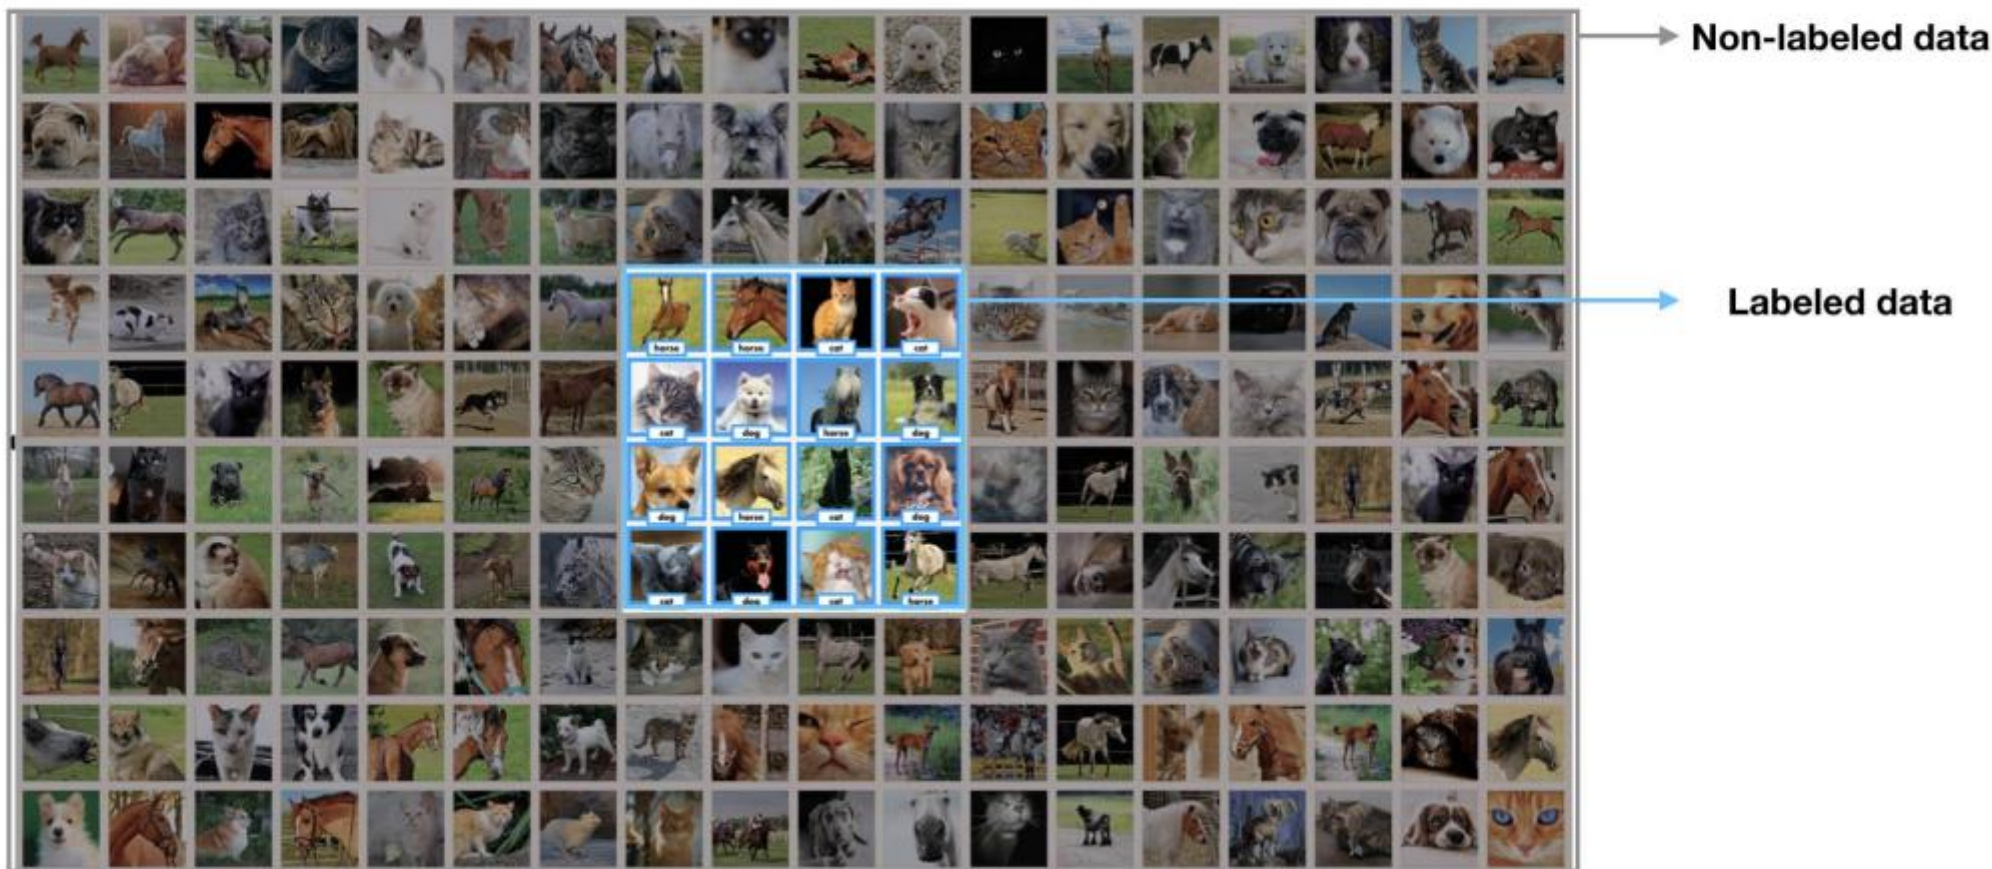 Non-labeled data
Labeled data
horse horse cat cat
cat dog horse dog
dog horse cat dog
cat dog cat horse